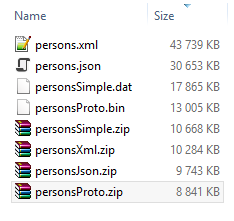 Name Size
persons.xml 43 739 KB
persons.json 30 653 KB
personsSimple.dat 17 865 KB
personsProto.bin 13 005 KB
personsSimple.zip 10 668 KB
personsXml.zip 10 284 KB
personsJson.zip 9 743 KB
personsProto.zip 8 841 KB